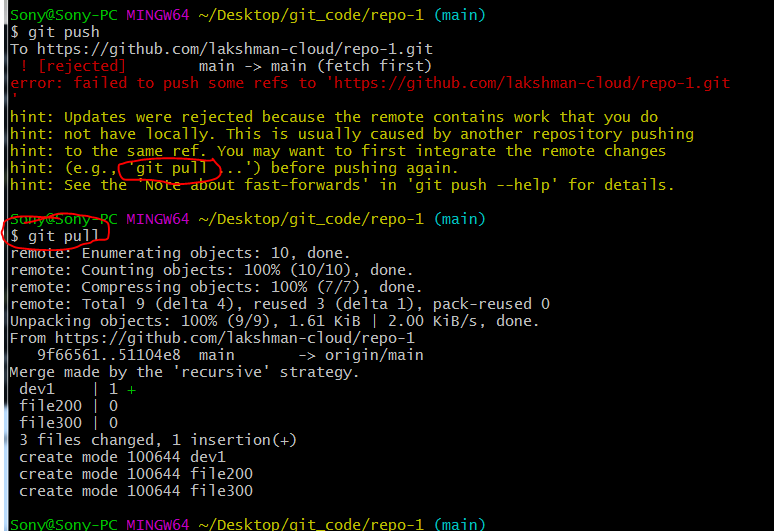 Sony@Sony-PC MINGW64 ~/Desktop/git_code/repo-1 (main)
$ git push
To https://github.com/lakshman-cloud/repo-1.git
 ! [rejected]        main -> main (fetch first)
error: failed to push some refs to 'https://github.com/lakshman-cloud/repo-1.git
'
hint: Updates were rejected because the remote contains work that you do
hint: not have locally. This is usually caused by another repository pushing
hint: to the same ref. You may want to first integrate the remote changes
hint: (e.g., 'git pull ...') before pushing again.
hint: See the 'Note about fast-forwards' in 'git push --help' for details.
Sony@Sony-PC MINGW64 ~/Desktop/git_code/repo-1 (main)
$ git pull
remote: Enumerating objects: 10, done.
remote: Counting objects: 100% (10/10), done.
remote: Compressing objects: 100% (7/7), done.
remote: Total 9 (delta 4), reused 3 (delta 1), pack-reused 0
Unpacking objects: 100% (9/9), 1.61 KiB | 2.00 KiB/s, done.
From https://github.com/lakshman-cloud/repo-1
   9f66561..51104e8  main       -> origin/main
Merge made by the 'recursive' strategy.
 dev1    | 1 +
 file200 | 0
 file300 | 0
 3 files changed, 1 insertion(+)
 create mode 100644 dev1
 create mode 100644 file200
 create mode 100644 file300
Sony@Sony-PC MINGW64 ~/Desktop/git_code/repo-1 (main)